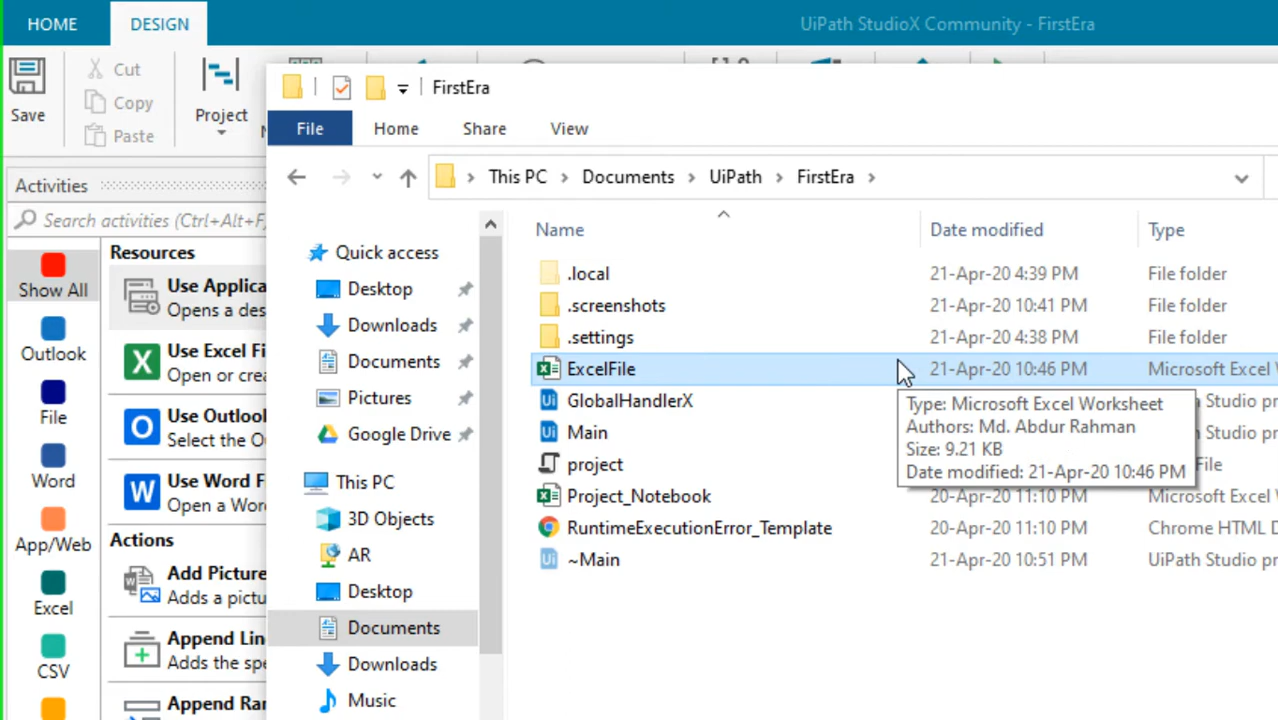 HOME
DESIGN
UiPath StudioX Community - FirstEra
Save
Cut
Copy
Paste
Project
FirstEra
File
Home
Share
View
This PC
Documents
UiPath
FirstEra
Activities
Search activities (Ctrl+Alt+F
Show All
Outlook
File
Word
App/Web
Excel
CSV
Resources
Use Applica
Opens a des
Use Excel Fi
Open or crea
Use Outlook
Select the O
Use Word F
Open a Word
Actions
Add Picture
Adds a pictu
Append Lin
Adds the spe
Append Ran
Quick access
Desktop
Downloads
Documents
Pictures
Google Drive
This PC
3D Objects
AR
Desktop
Documents
Downloads
Music
Name
Date modified
Type
.local
21-Apr-20 4:39 PM
File folder
.screenshots
21-Apr-20 10:41 PM
File folder
.settings
21-Apr-20 4:38 PM
File folder
ExcelFile
21-Apr-20 10:46 PM
Microsoft Excel W
GlobalHandlerX
Studio pr
Main
Studio pr
project
File
Project_Notebook
20-Apr-20 11:10 PM
Microsoft Excel W
RuntimeExecutionError_Template
20-Apr-20 11:10 PM
Chrome HTML D
~Main
21-Apr-20 10:51 PM
UiPath Studio pr
Type: Microsoft Excel Worksheet
Authors: Md. Abdur Rahman
Size: 9.21 KB
Date modified: 21-Apr-20 10:46 PM